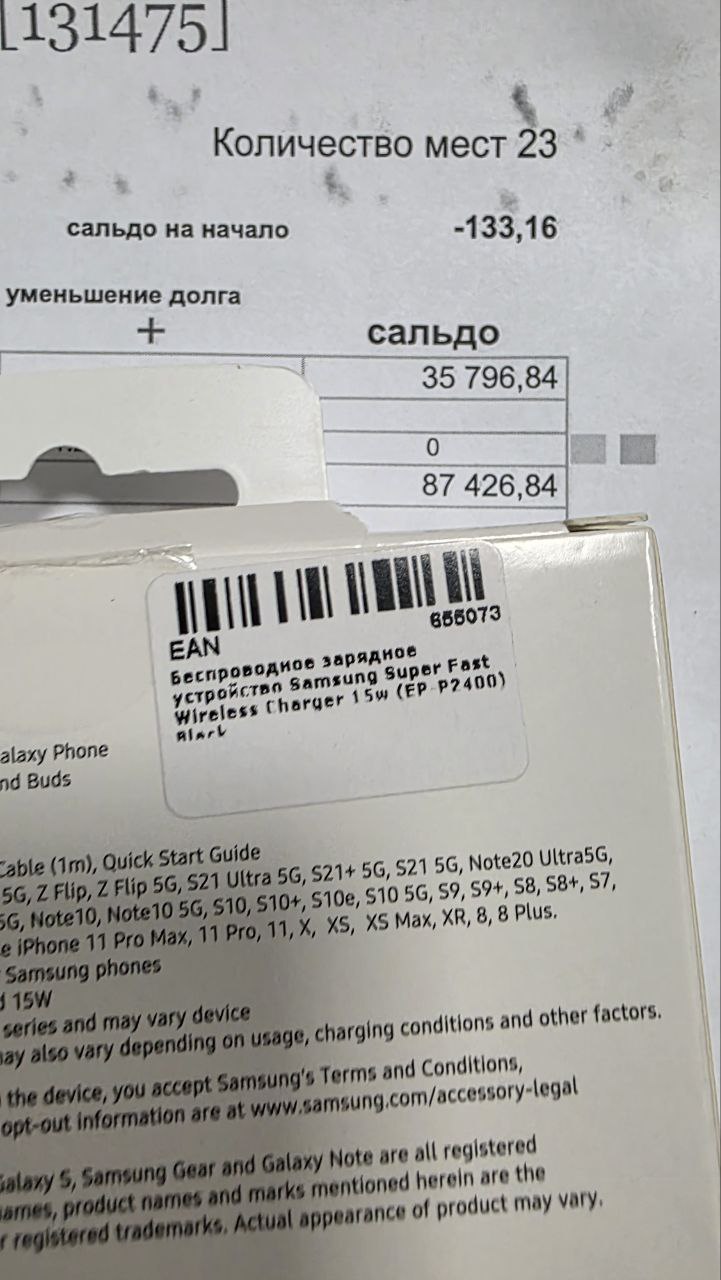 [131475]
Количество мест 23
сальдо на начало -133,16
уменьшение долга
+ сальдо
35 796,84
0
87 426,84
655073
EAN
Беспроводное зарядное
устройство Samsung Super Fast
Wireless Charger 15w (EP-P2400)
Black
alaxy Phone
nd Buds
Cable (1m), Quick Start Guide
5G, Z Flip, Z Flip 5G, S21 Ultra 5G, S21+ 5G, S21 5G, Note20 Ultra5G,
5G, Note10, Note10 5G, S10, S10+, S10e, S10 5G, S9, S9+, S8, S8+, S7,
e iPhone 11 Pro Max, 11 Pro, 11, X, XS, XS Max, XR, 8, 8 Plus.
Samsung phones
d 15W
series and may vary device
may also vary depending on usage, charging conditions and other factors.
the device, you accept Samsung's Terms and Conditions,
opt-out information are at www.samsung.com/accessory-legal
Galaxy S, Samsung Gear and Galaxy Note are all registered
ames, product names and marks mentioned herein are the
r registered trademarks. Actual appearance of product may vary.